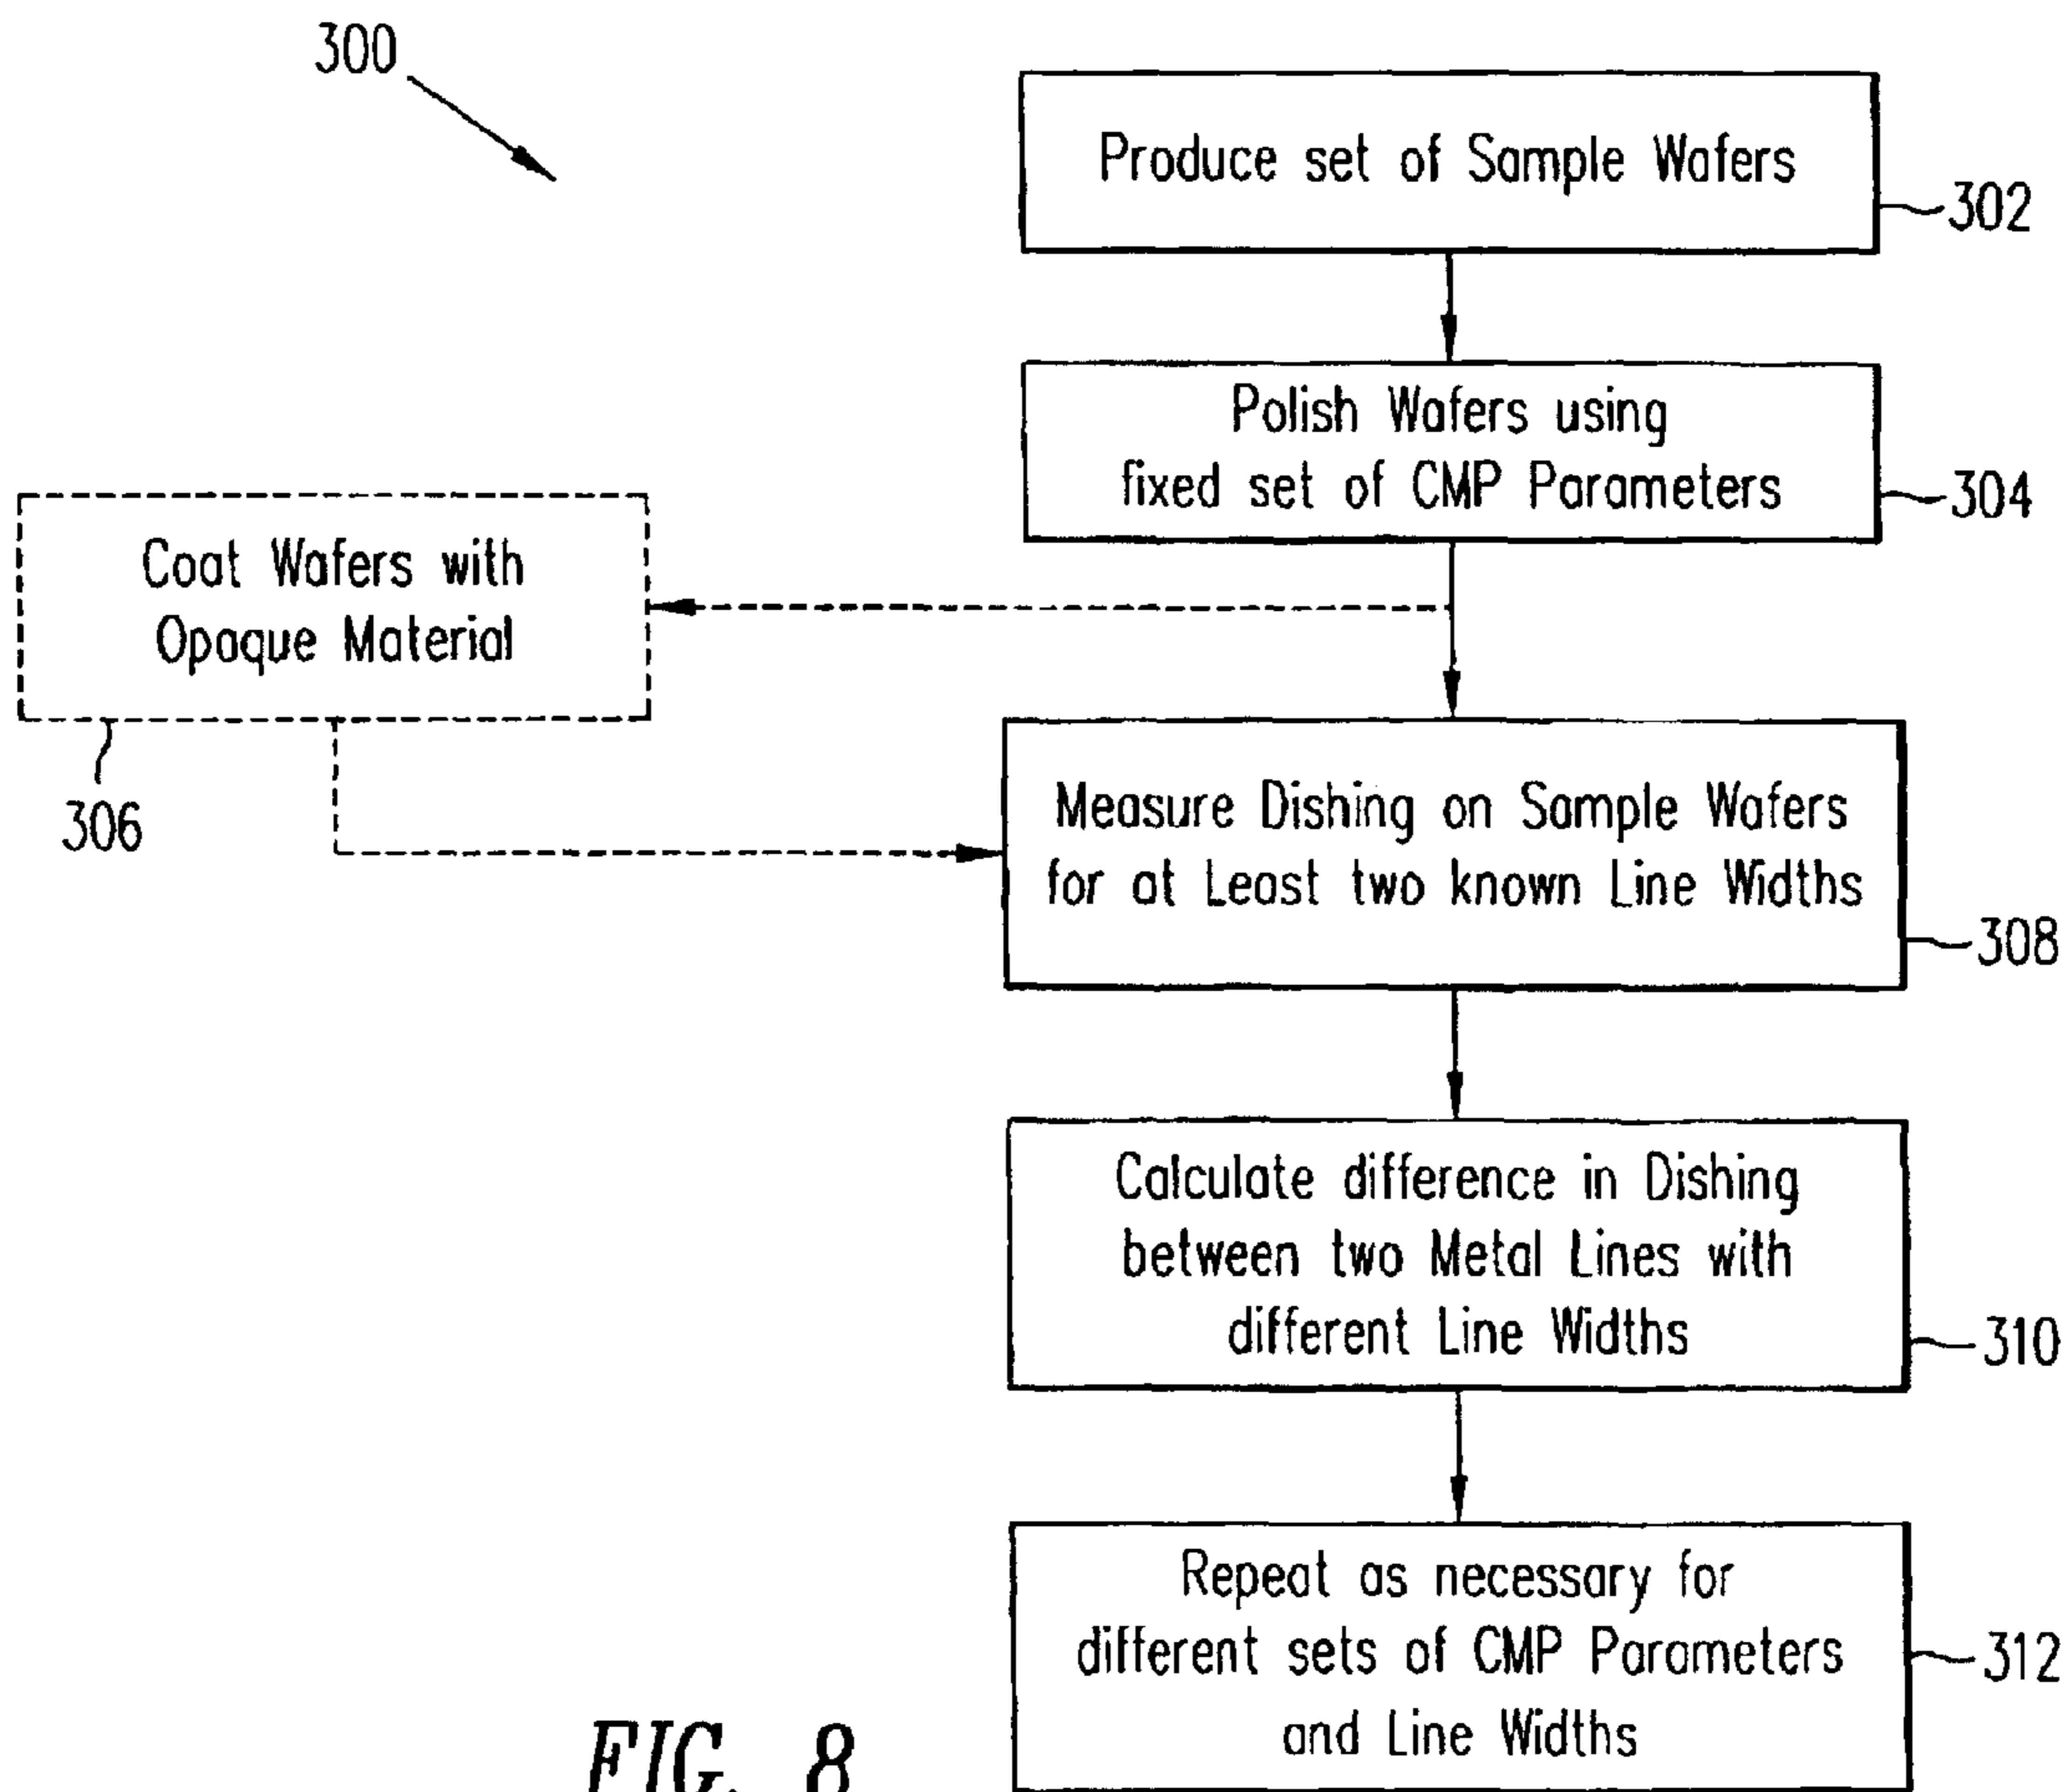 300
Produce set of Sample Wafers
302
Polish Wafers using
fixed set of CMP Parameters
304
Coat Wafers with
Opaque Material
306
Measure Dishing on Sample Wafers
for at Least two known Line Widths
308
Calculate difference in Dishing
between two Metal Lines with
different Line Widths
310
Repeat as necessary for
different sets of CMP Parameters
and Line Widths
312
FIG. 8